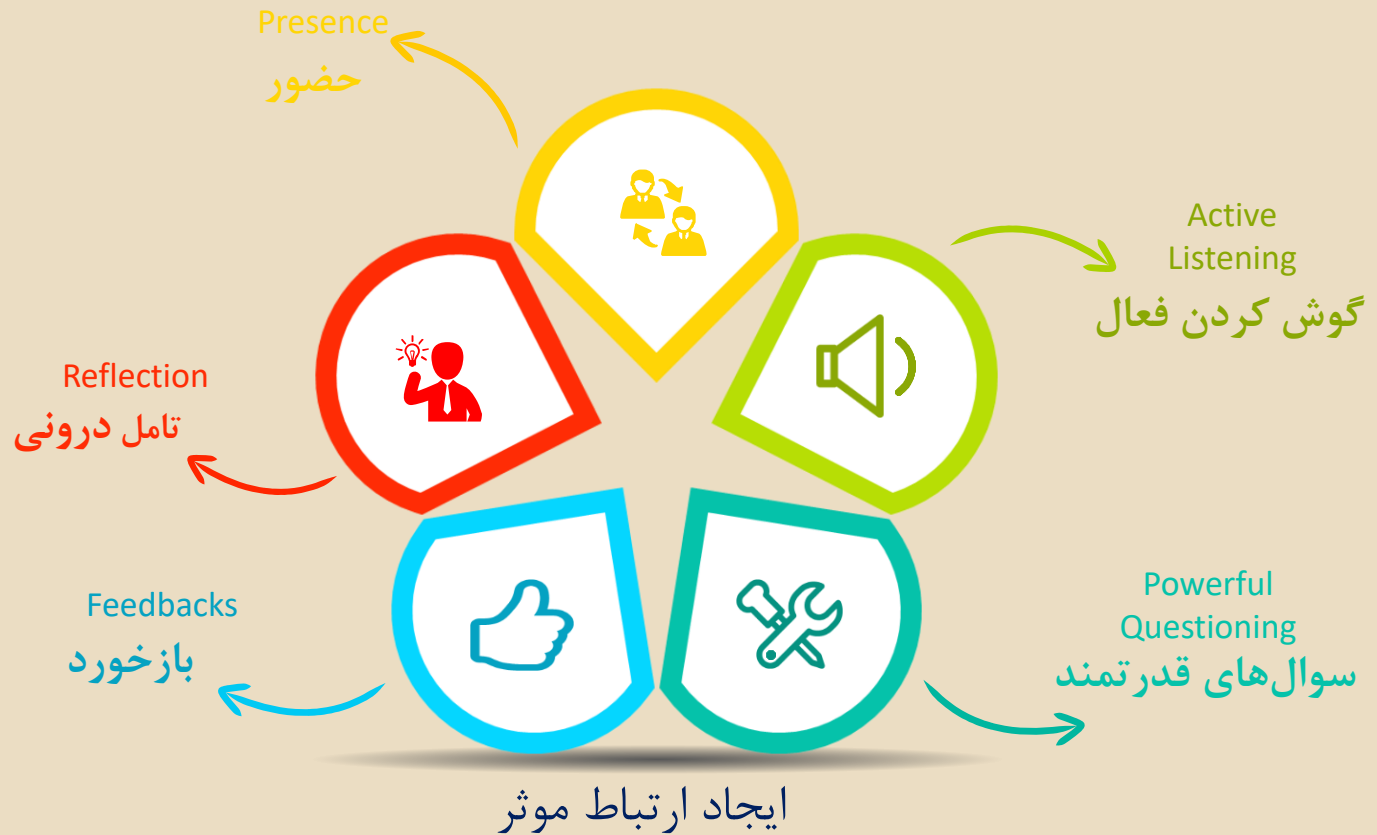 Presence
حضور
Active
Listening
گوش کردن فعال
Reflection
تامل درونی
Feedbacks
بازخورد
Powerful
Questioning
سوال‌های قدرتمند
ایجاد ارتباط موثر